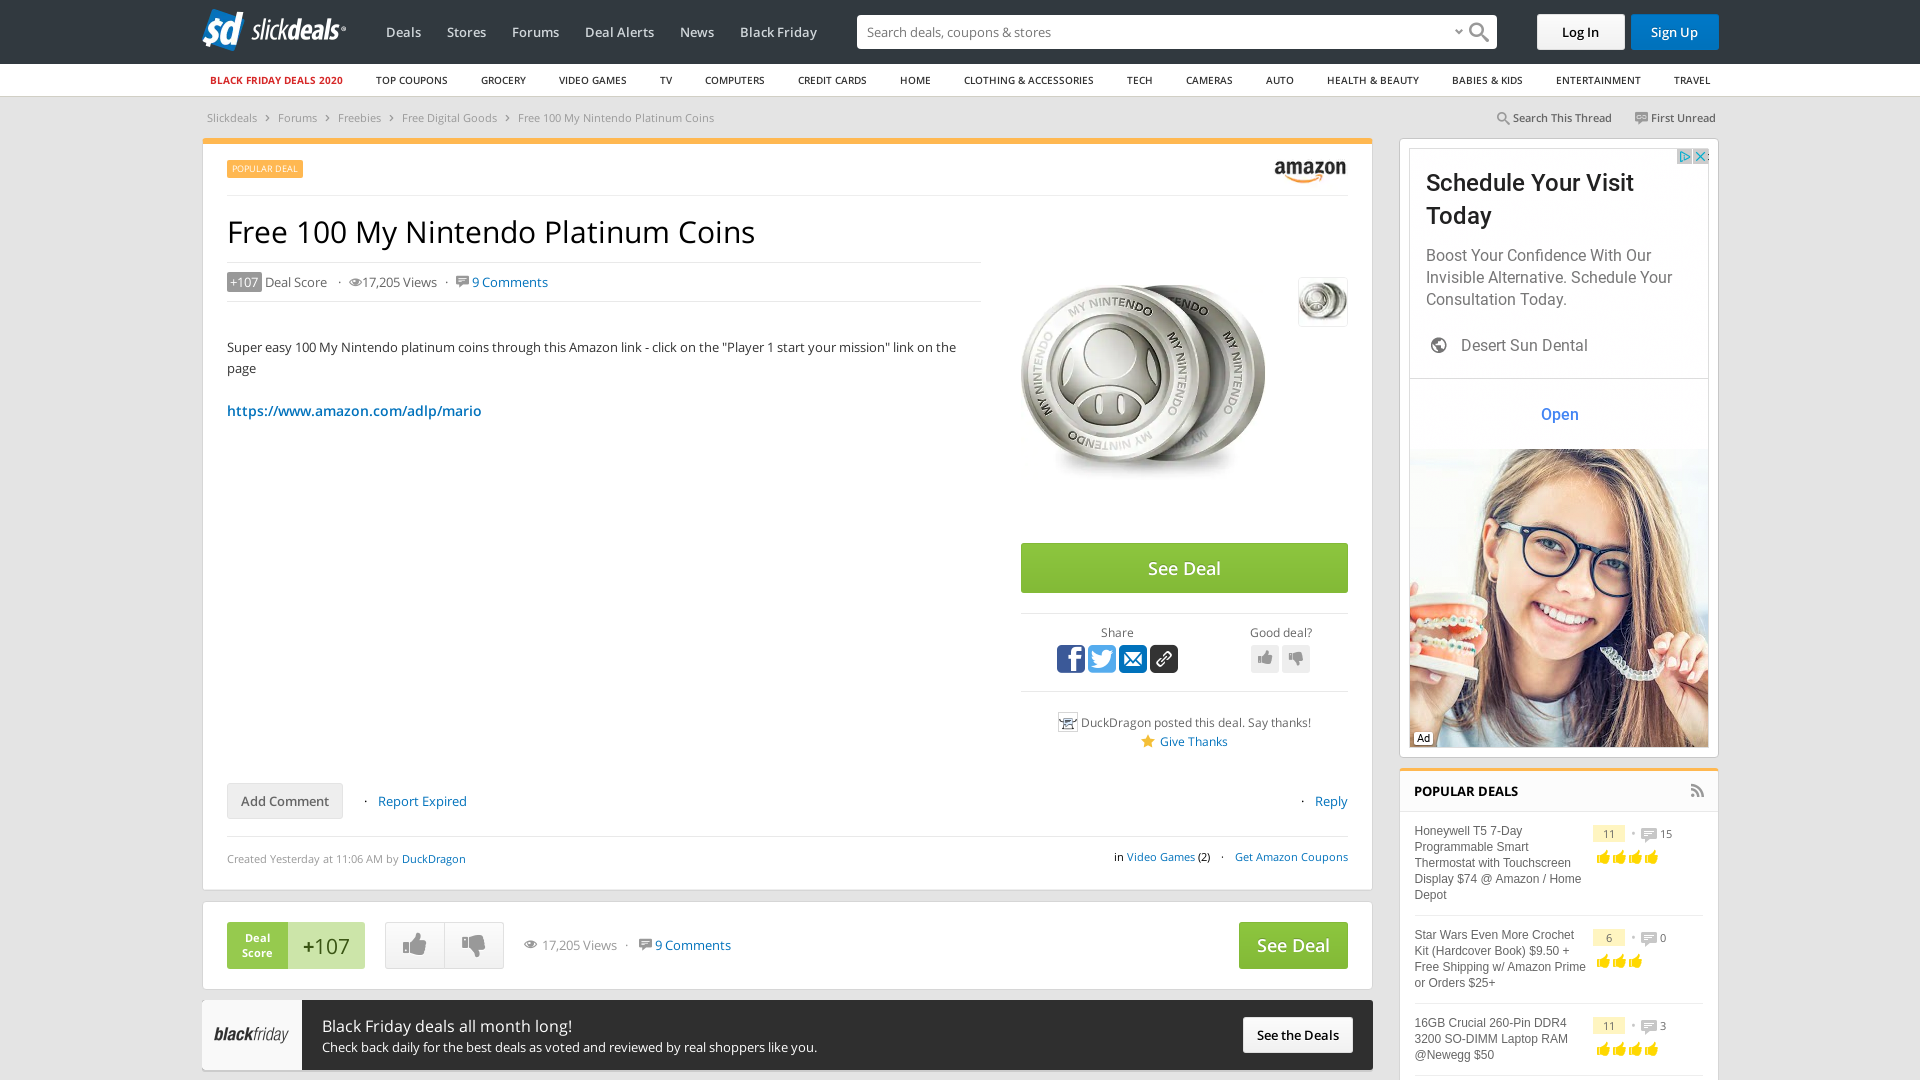 slickdeals
Deals
Stores
Forums
Deal Alerts
News
Black Friday
Search deals, coupons & shops
Log In
Sign Up
BLACK FRIDAY DEALS 2020
TOP COUPONS
GROCERY
VIDEO GAMES
TV
COMPUTERS
CREDIT CARDS
HOME
CLOTHING & ACCESSORIES
TECH
CAMERAS
AUTO
HEALTH & BEAUTY
BABIES & KIDS
ENTERTAINMENT
TRAVEL
Slickdeals > Forums > Freebies > Free Digital Goods > Free 100 My Nintendo Platinum Coins
Search This Thread
First Unread
POPULAR DEAL
amazon
Free 100 My Nintendo Platinum Coins
+107 Deal Score · 17,205 Views · 9 Comments
Super easy 100 My Nintendo platinum coins through this Amazon link - click on the "Player 1 start your mission" link on the
page
https://www.amazon.com/adlp/mario
MY NINTENDO
MY NINTENDO
MY NINTENDO
MY NINTENDO
MY NINTENDO
See Deal
Share
Good deal?
DuckDragon posted this deal. Say thanks!
Give Thanks
Add Comment
· Report Expired
· Reply
Created Yesterday at 11:06 AM by DuckDragon
in Video Games (2) · Get Amazon Coupons
Deal
Score
+107
17,205 Views · 9 Comments
See Deal
blackfriday
Black Friday deals all month long!
Check back daily for the best deals as voted and reviewed by real shoppers like you.
See the Deals
Schedule Your Visit
Today
Boost Your Confidence With Our
Invisible Alternative. Schedule Your
Consultation Today.
Desert Sun Dental
Open
Ad
POPULAR DEALS
Honeywell T5 7-Day
Programmable Smart
Thermostat with Touchscreen
Display $74 @ Amazon / Home
Depot
11 • 15
Star Wars Even More Crochet
Kit (Hardcover Book) $9.50 +
Free Shipping w/ Amazon Prime
or Orders $25+
6 • 0
16GB Crucial 260-Pin DDR4
3200 SO-DIMM Laptop RAM
@Newegg $50
11 • 3